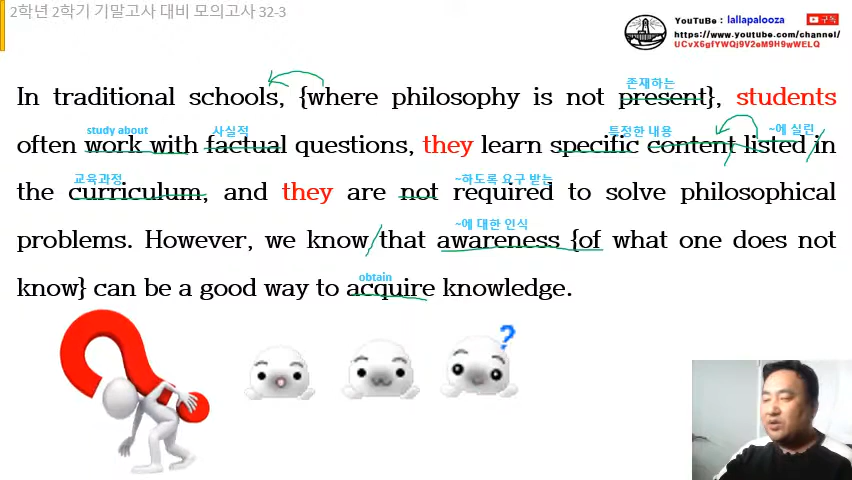 2학년 2학기 기말고사 대비 모의고사 32-3
YouTuBe : lallapalooza 구독
https://www.youtube.com/channel/
UCvX6gfYWQj9V2eM9H9wWELQ
존재하는
In traditional schools, {where philosophy is not present}, students
study about 사실적 특정한 내용 ~에 실린
often work with factual questions, they learn specific content listed in
교육과정 ~하도록 요구 받는
the curriculum, and they are not required to solve philosophical
~에 대한 인식
problems. However, we know that awareness {of what one does not
obtain
know} can be a good way to acquire knowledge.
?